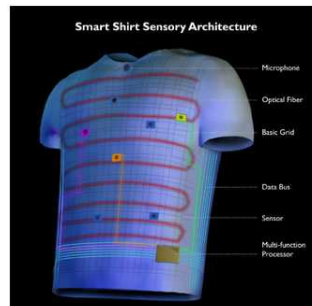 Smart Shirt Sensory Architecture
Microphone
Optical Fiber
Basic Grid
Data Bus
Sensor
Multi-function
Processor